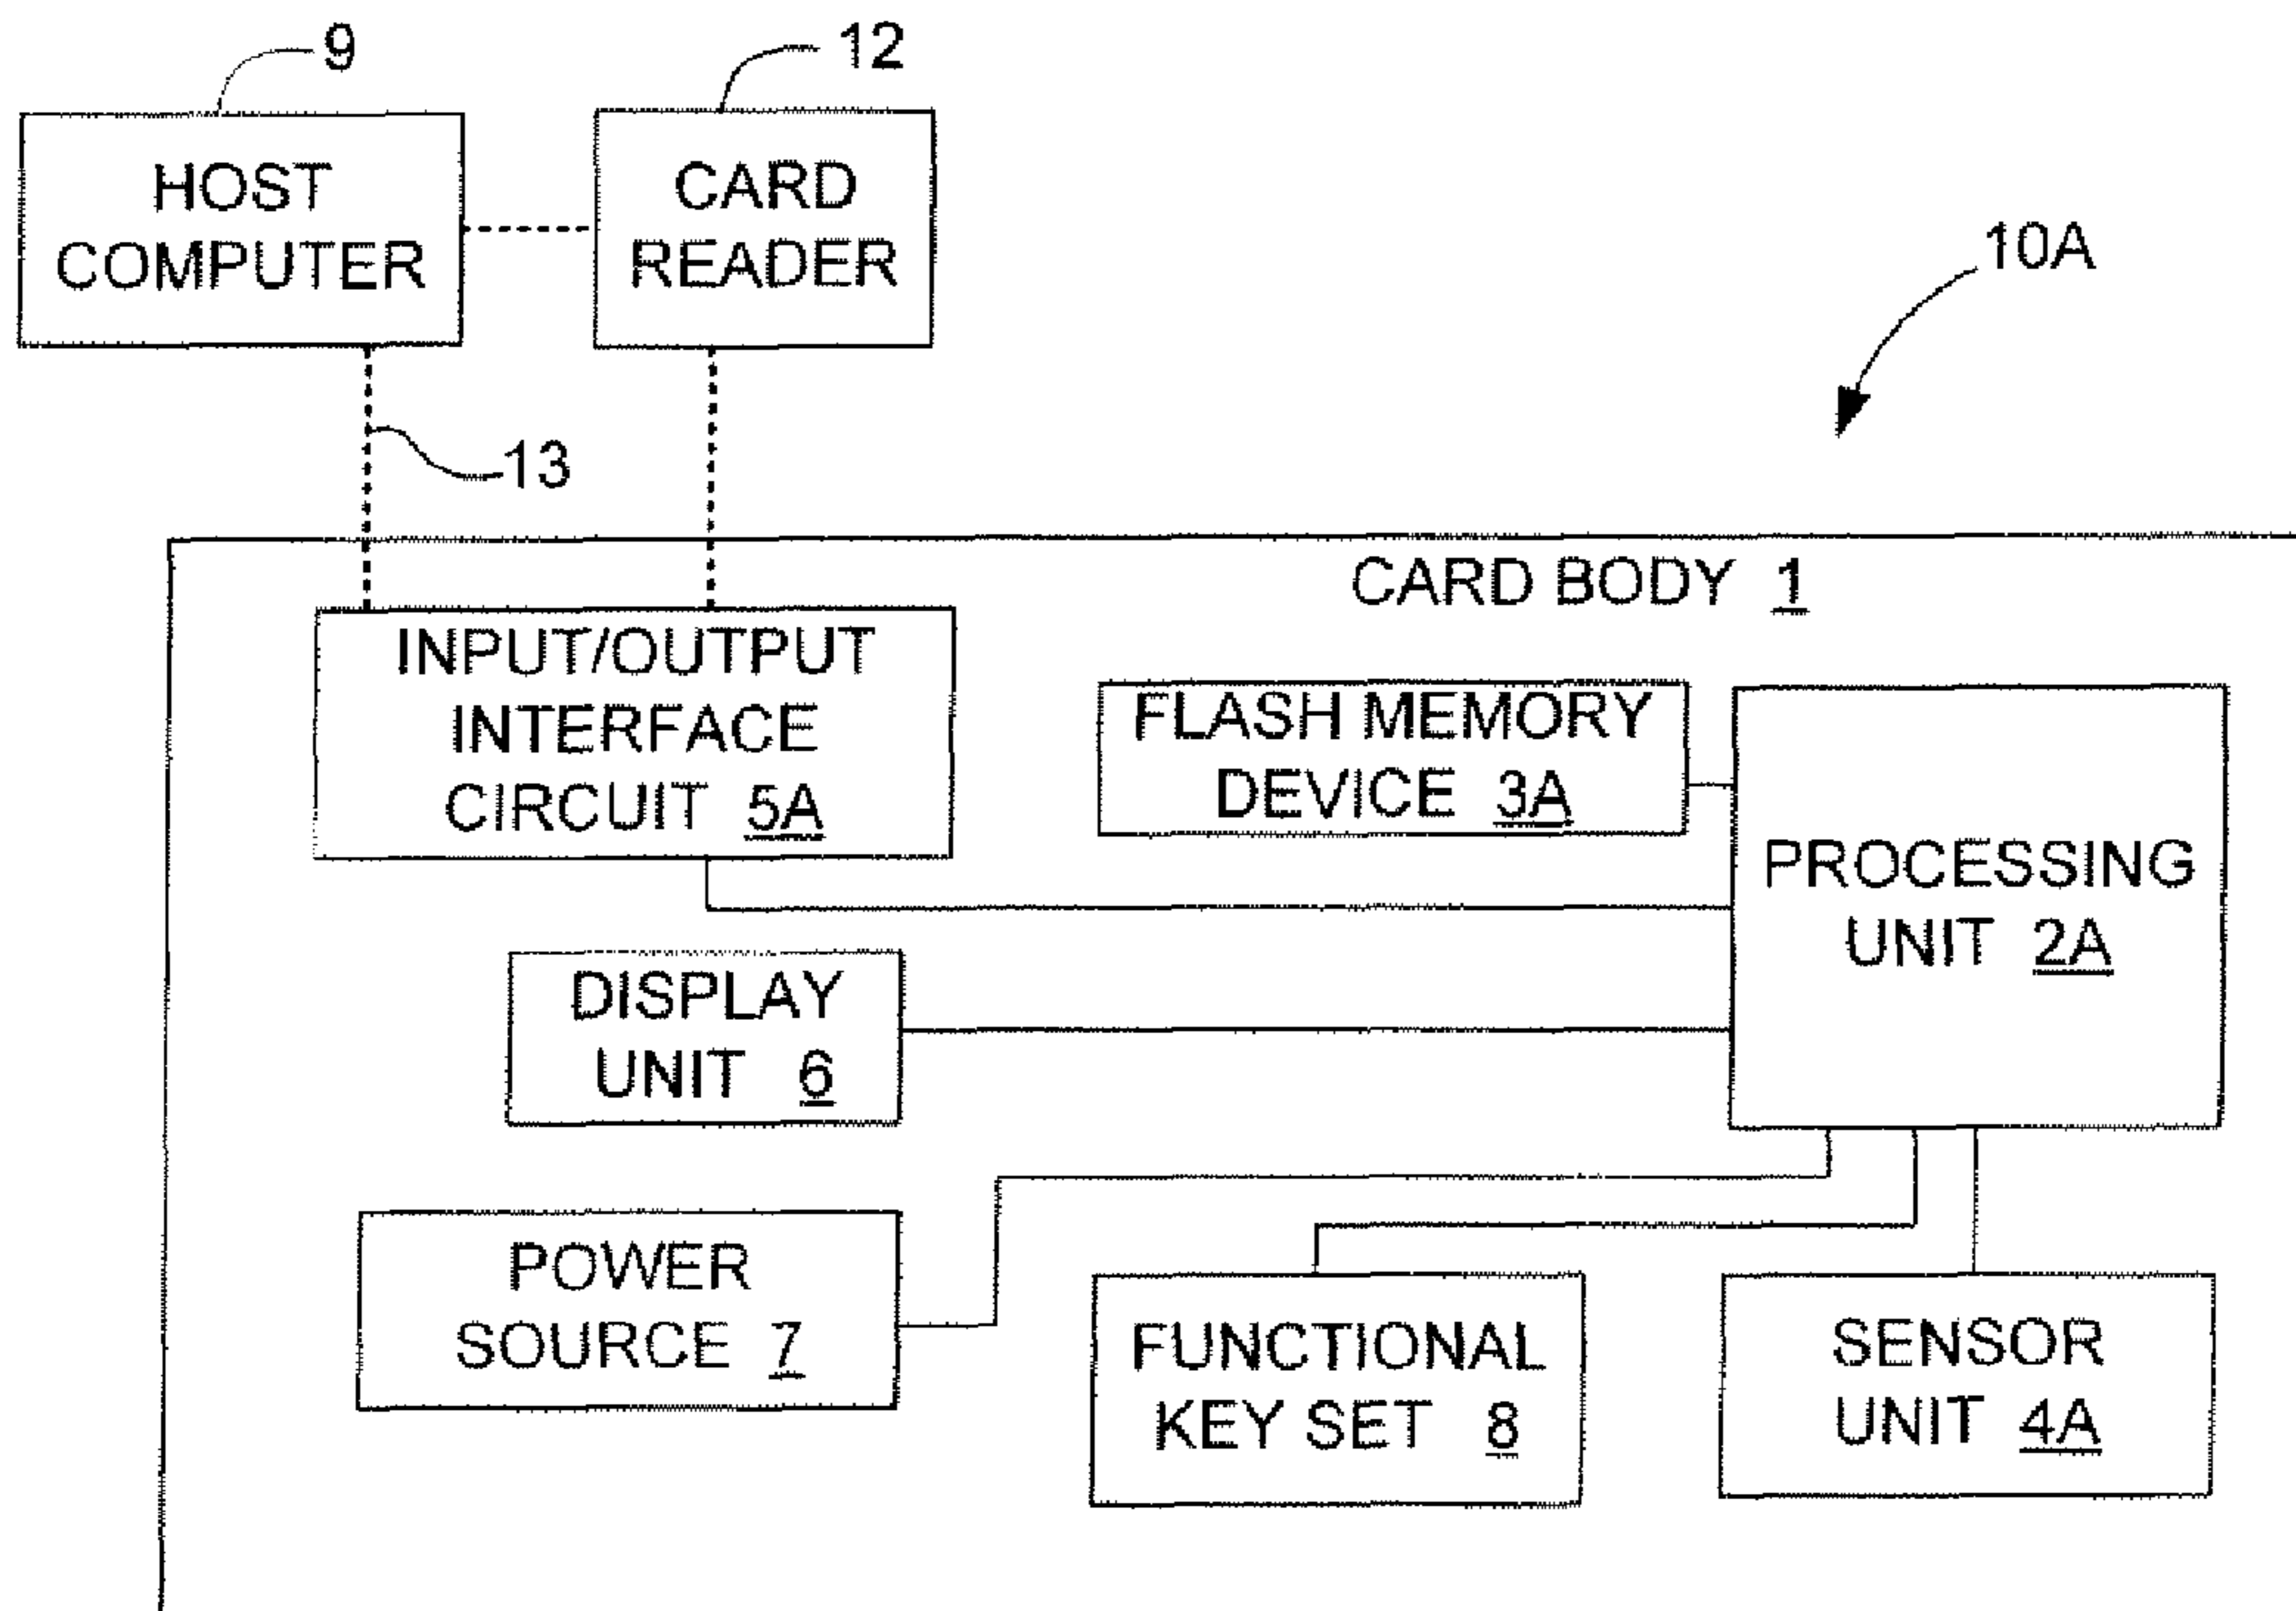 9
12
HOST
COMPUTER
CARD
READER
10A
13
CARD BODY 1
INPUT/OUTPUT
INTERFACE
CIRCUIT 5A
FLASH MEMORY
DEVICE 3A
PROCESSING
UNIT 2A
DISPLAY
UNIT 6
POWER
SOURCE 7
FUNCTIONAL
KEY SET 8
SENSOR
UNIT 4A